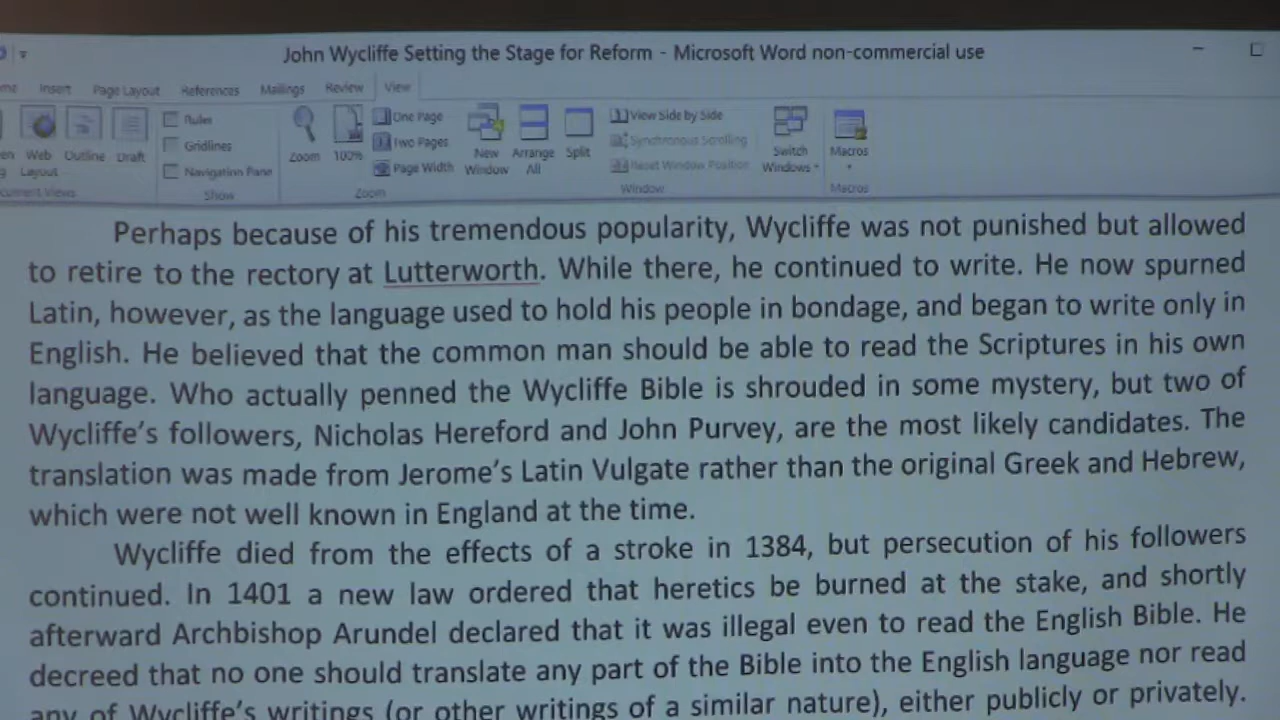 John Wycliffe Setting the Stage for Reform - Microsoft Word non-commercial use
Insert Page Layout References Mailings Review View
Web Layout Outline Draft
Ruler
Gridlines
Navigation Pane
Show
Zoom 100%
One Page
Two Pages
Page Width
Zoom
New Window Arrange All Split
View Side by Side
Synchronous Scrolling
Reset Window Position
Window
Switch Windows
Macros
Macros
Perhaps because of his tremendous popularity, Wycliffe was not punished but allowed
to retire to the rectory at Lutterworth. While there, he continued to write. He now spurned
Latin, however, as the language used to hold his people in bondage, and began to write only in
English. He believed that the common man should be able to read the Scriptures in his own
language. Who actually penned the Wycliffe Bible is shrouded in some mystery, but two of
Wycliffe’s followers, Nicholas Hereford and John Purvey, are the most likely candidates. The
translation was made from Jerome’s Latin Vulgate rather than the original Greek and Hebrew,
which were not well known in England at the time.
Wycliffe died from the effects of a stroke in 1384, but persecution of his followers
continued. In 1401 a new law ordered that heretics be burned at the stake, and shortly
afterward Archbishop Arundel declared that it was illegal even to read the English Bible. He
decreed that no one should translate any part of the Bible into the English language nor read
any of Wycliffe’s writings (or other writings of a similar nature), either publicly or privately.